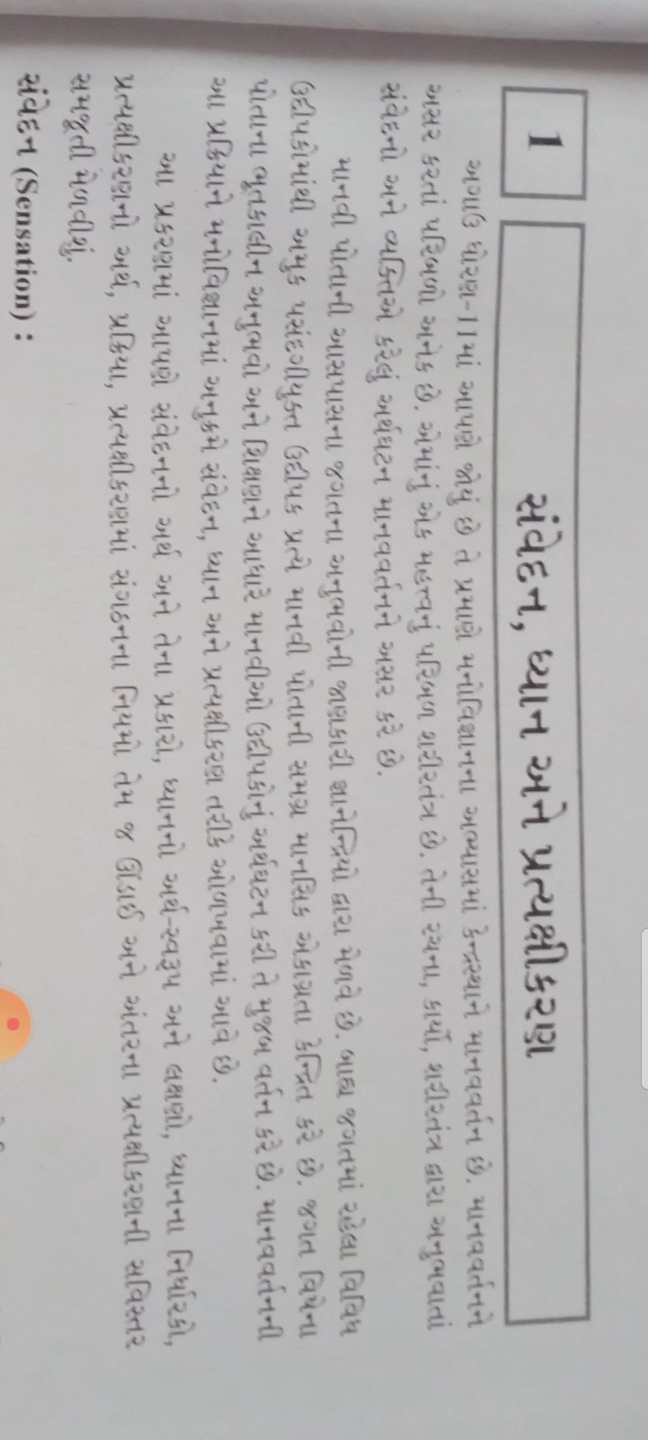 1
સંવેદન, ધ્યાન અને પ્રત્યક્ષીકરણ
અગાઉ ધોરણ-11માં આપણે જોયું છે તે પ્રમાણે મનોવિજ્ઞાનના અભ્યાસમાં કેન્દ્રસ્થાને માનવવર્તન છે. માનવવર્તનને
અસર કરતાં પરિબળો અનેક છે. એમાંનું એક મહત્ત્વનું પરિબળ શરીરતંત્ર છે. તેની રચના, કાર્યો, શરીરતંત્ર દ્વારા અનુભવાતાં
સંવેદનો અને વ્યક્તિએ કરેલું અર્થઘટન માનવવર્તનને અસર કરે છે.
માનવી પોતાની આસપાસના જગતના અનુભવોની જાણકારી જ્ઞાનેન્દ્રિયો દ્વારા મેળવે છે. બાહ્ય જગતમાં રહેલા વિવિધ
ઉદ્દીપકોમાંથી અમુક પસંદગીયુક્ત ઉદ્દીપક પ્રત્યે માનવી પોતાની સમગ્ર માનસિક એકાગ્રતા કેન્દ્રિત કરે છે. જગત વિષેના
પોતાના ભૂતકાલીન અનુભવો અને શિક્ષણને આધારે માનવીઓ ઉદ્દીપકોનું અર્થઘટન કરી તે મુજબ વર્તન કરે છે. માનવવર્તનની
આ પ્રક્રિયાને મનોવિજ્ઞાનમાં અનુક્રમે સંવેદન, ધ્યાન અને પ્રત્યક્ષીકરણ તરીકે ઓળખવામાં આવે છે.
આ પ્રકરણમાં આપણે સંવેદનનો અર્થ અને તેના પ્રકારો, ધ્યાનનો અર્થ-સ્વરૂપ અને લક્ષણો, ધ્યાનના નિર્ધારકો,
પ્રત્યક્ષીકરણનો અર્થ, પ્રક્રિયા, પ્રત્યક્ષીકરણમાં સંગઠનના નિયમો તેમ જ ઊંડાઈ અને અંતરના પ્રત્યક્ષીકરણની સવિસ્તર
સમજૂતી મેળવીશું.
સંવેદન (Sensation) :